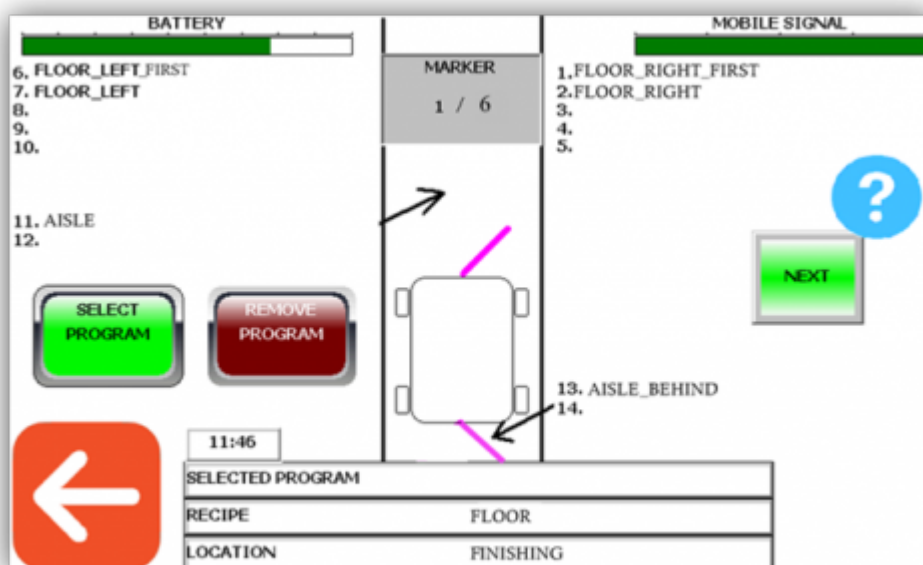 BATTERY
MOBILE SIGNAL
6. FLOOR_LEFT_FIRST
7. FLOOR_LEFT
8.
9.
10.
MARKER
1 / 6
1.FLOOR_RIGHT_FIRST
2.FLOOR_RIGHT
3.
4.
5.
?
11. AISLE
12.
NEXT
SELECT
PROGRAM
REMOVE
PROGRAM
13. AISLE_BEHIND
14.
11:46
SELECTED PROGRAM
RECIPE FLOOR
LOCATION FINISHING